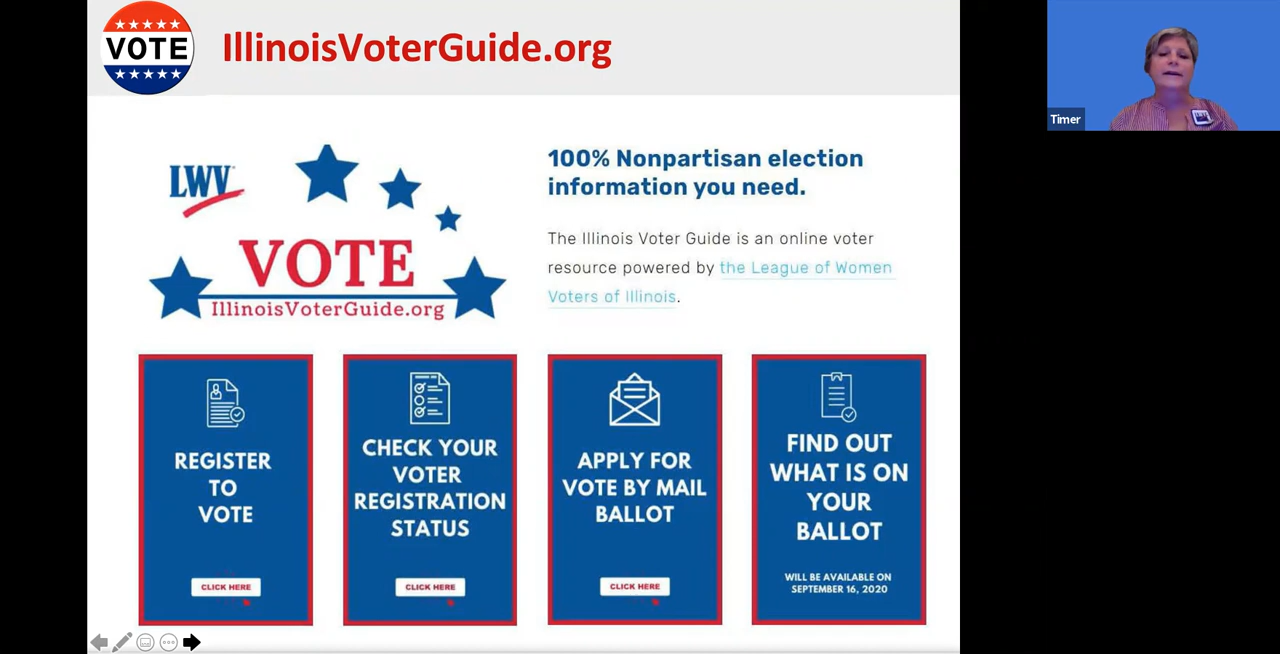 VOTE
IllinoisVoterGuide.org
Timer
LWV
VOTE
IllinoisVoterGuide.org
100% Nonpartisan election
information you need.
The Illinois Voter Guide is an online voter
resource powered by the League of Women
Voters of Illinois.
REGISTER
TO
VOTE
CLICK HERE
CHECK YOUR
VOTER
REGISTRATION
STATUS
CLICK HERE
APPLY FOR
VOTE BY MAIL
BALLOT
CLICK HERE
FIND OUT
WHAT IS ON
YOUR
BALLOT
WILL BE AVAILABLE ON
SEPTEMBER 16, 2020